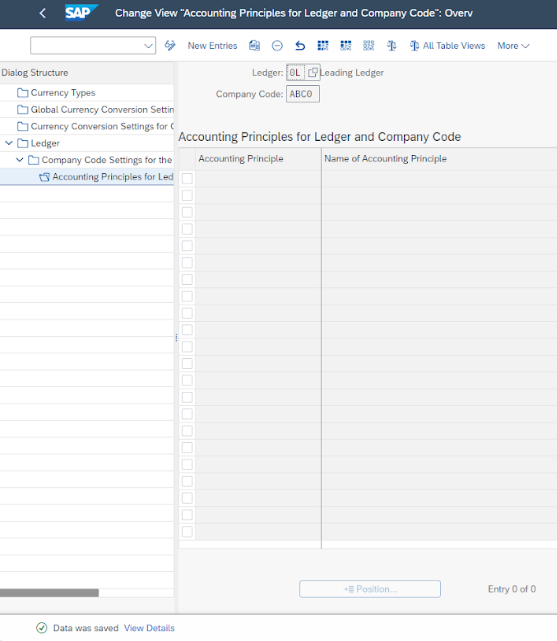 SAP Change View "Accounting Principles for Ledger and Company Code": Overv
New Entries All Table Views More
Dialog Structure
Currency Types
Global Currency Conversion Settin
Currency Conversion Settings for C
Ledger
Company Code Settings for the
Accounting Principles for Led
Ledger: 0L Leading Ledger
Company Code: ABC0
Accounting Principles for Ledger and Company Code
Accounting Principle Name of Accounting Principle
Position... Entry 0 of 0
Data was saved View Details